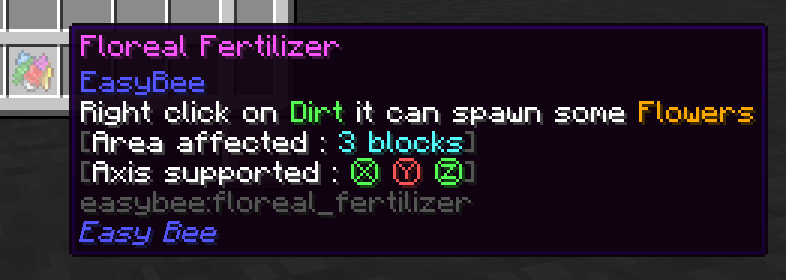 Floreal Fertilizer
EasyBee
Right click on Dirt it can spawn some Flowers
[Area affected : 3 blocks]
[Axis supported : Ⓧ Ⓨ Ⓩ]
easybee:floreal_fertilizer
Easy Bee